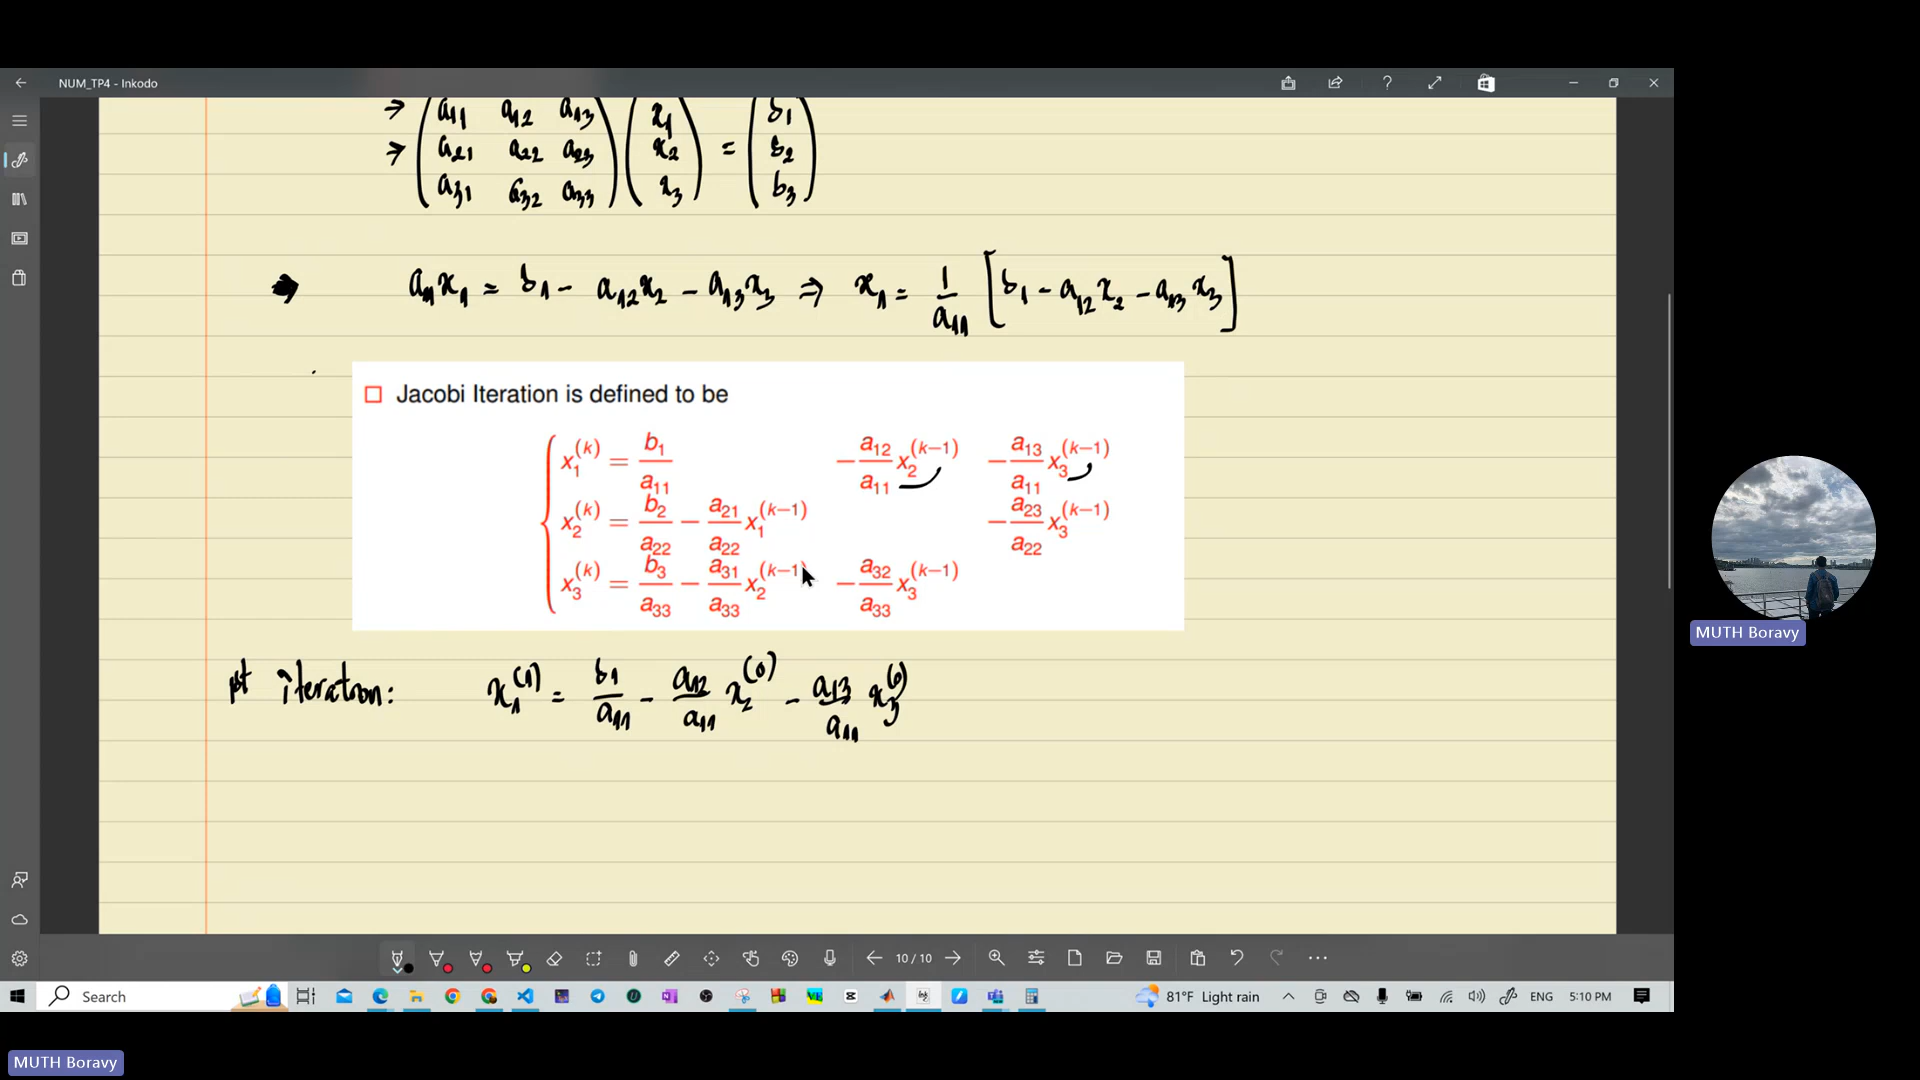 NUM_TP4 - Inkodo
→ ( a11 a12 a13 ) ( x1 ) ( b1 )
→ ( a21 a22 a23 ) ( x2 ) = ( b2 )
( a31 a32 a33 ) ( x3 ) ( b3 )
→ a11x1 = b1 - a12x2 - a13x3 ⇒ x1 = 1/a11 [b1 - a12x2 - a13x3]
□ Jacobi Iteration is defined to be
x1^(k) = b1/a11 − a12/a11 x2^(k−1) − a13/a11 x3^(k−1)
x2^(k) = b2/a22 − a21/a22 x1^(k−1) − a23/a22 x3^(k−1)
x3^(k) = b3/a33 − a31/a33 x2^(k−1) − a32/a33 x3^(k−1)
1st iteration: x1^(1) = b1/a11 - a12/a11 x2^(0) - a13/a11 x3^(0)
MUTH Boravy
10 / 10
Search
81°F Light rain
ENG
5:10 PM
MUTH Boravy